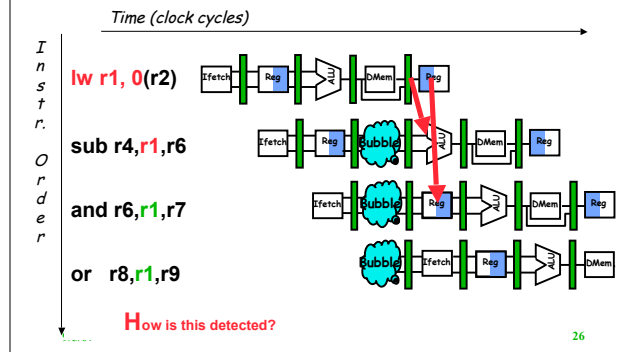 Time (clock cycles)
Instr. Order
lw r1, 0(r2)
Ifetch Reg ALU DMem Reg
sub r4,r1,r6
Ifetch Reg Bubble ALU DMem Reg
and r6,r1,r7
Ifetch Bubble Reg ALU DMem Reg
or r8,r1,r9
Bubble Ifetch Reg ALU DMem
How is this detected?
26